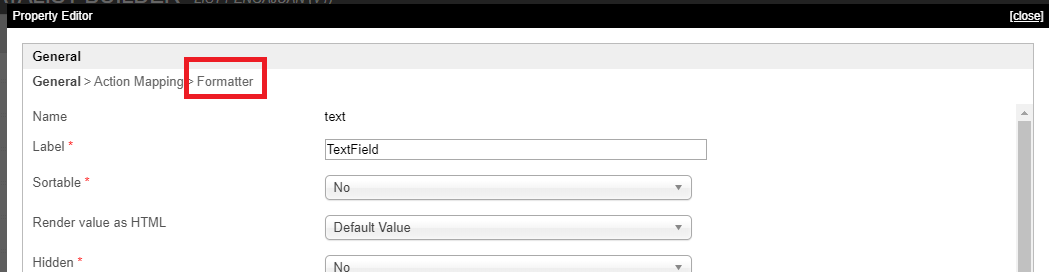 Property Editor [close]
General
General > Action Mapping > Formatter
Name text
Label * TextField
Sortable * No
Render value as HTML Default Value
Hidden * No